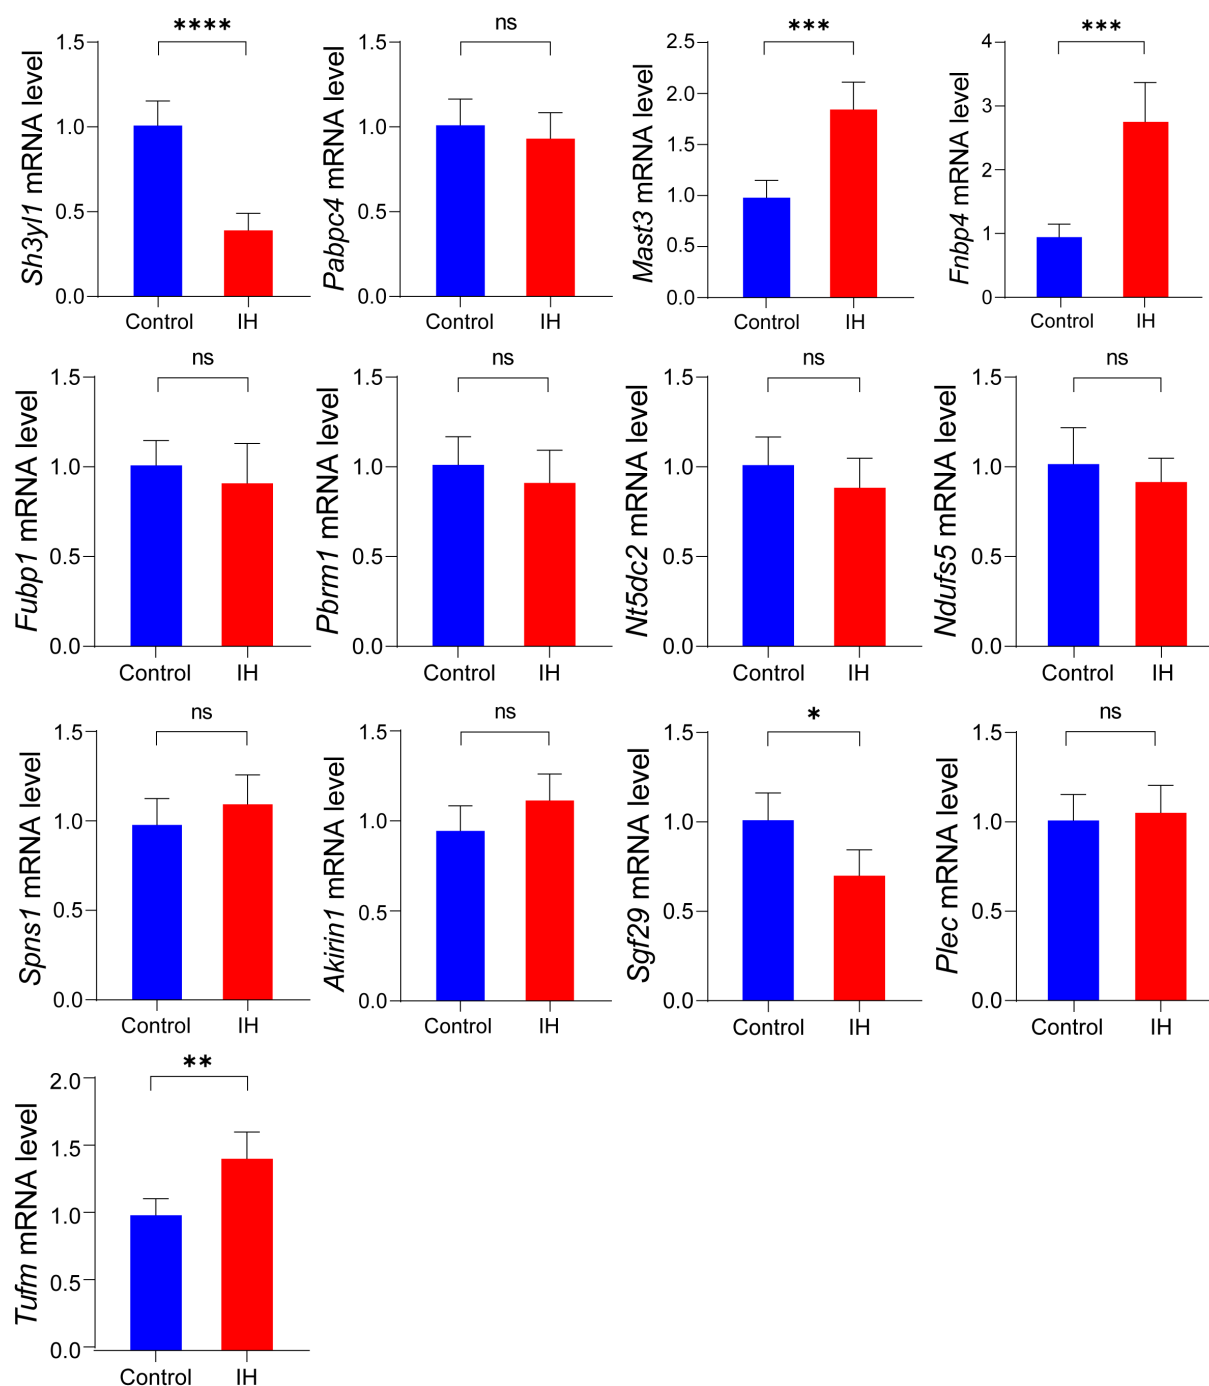 ****
Sh3yl1 mRNA level
1.5
1.0
0.5
0.0
Control IH
ns
Pabpc4 mRNA level
1.5
1.0
0.5
0.0
Control IH
***
Mast3 mRNA level
2.5
2.0
1.5
1.0
0.5
0.0
Control IH
***
Fnbp4 mRNA level
4
3
2
1
0
Control IH
ns
Fubp1 mRNA level
1.5
1.0
0.5
0.0
Control IH
ns
Pbrm1 mRNA level
1.5
1.0
0.5
0.0
Control IH
ns
Nt5dc2 mRNA level
1.5
1.0
0.5
0.0
Control IH
ns
Ndufs5 mRNA level
1.5
1.0
0.5
0.0
Control IH
ns
Spns1 mRNA level
1.5
1.0
0.5
0.0
Control IH
ns
Akirin1 mRNA level
1.5
1.0
0.5
0.0
Control IH
*
Sgf29 mRNA level
1.5
1.0
0.5
0.0
Control IH
ns
Plec mRNA level
1.5
1.0
0.5
0.0
Control IH
**
Tufm mRNA level
2.0
1.5
1.0
0.5
0.0
Control IH